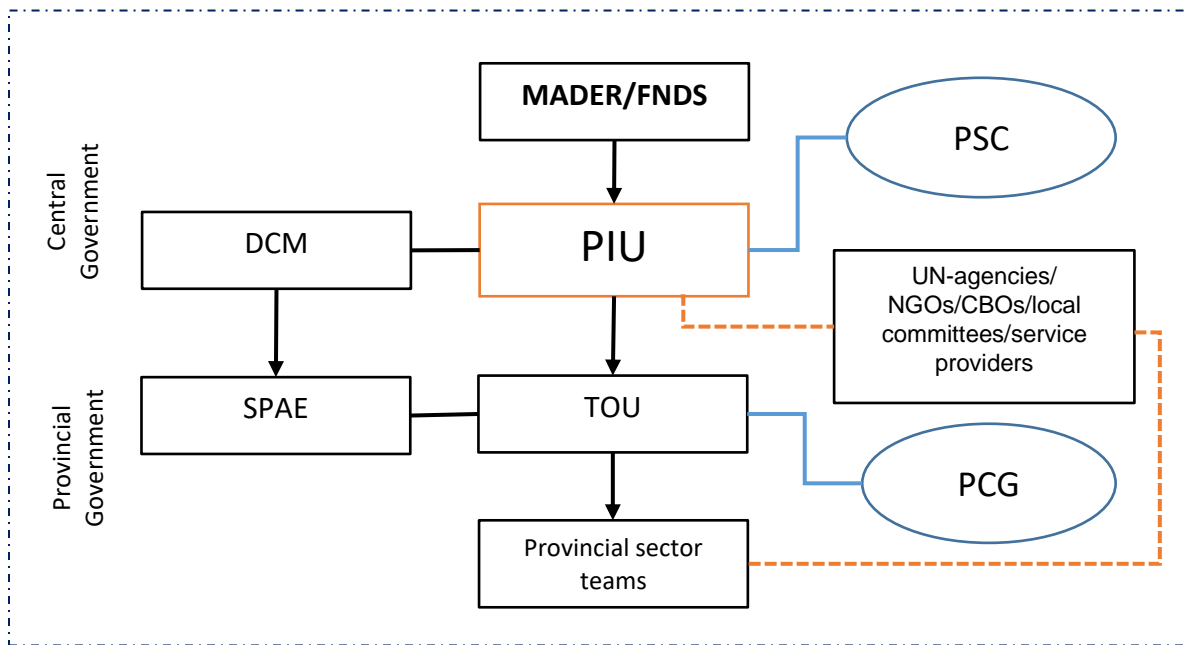 MADER/FNDS
PSC
Central
Government
DCM
PIU
UN-agencies/
NGOs/CBOs/local
committees/service
providers
SPAE
TOU
Provincial
Government
PCG
Provincial sector
teams